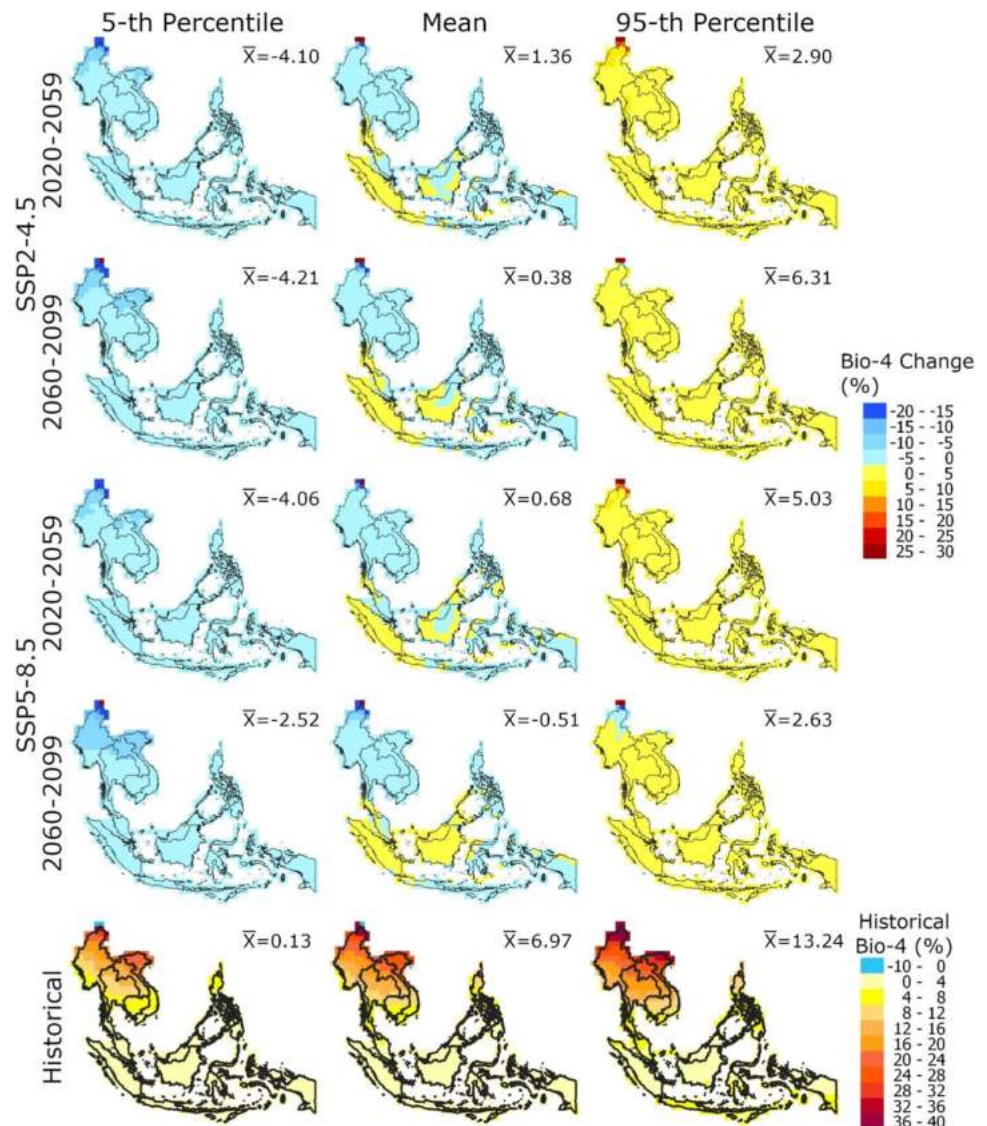 5-th Percentile Mean 95-th Percentile
SSP2-4.5
2020-2059
X̅=-4.10 X̅=1.36 X̅=2.90
2060-2099
X̅=-4.21 X̅=0.38 X̅=6.31
Bio-4 Change
(%)
-20 - -15
-15 - -10
-10 - -5
-5 - 0
0 - 5
5 - 10
10 - 15
15 - 20
20 - 25
25 - 30
SSP5-8.5
2020-2059
X̅=-4.06 X̅=0.68 X̅=5.03
2060-2099
X̅=-2.52 X̅=-0.51 X̅=2.63
Historical
X̅=0.13 X̅=6.97 X̅=13.24
Historical
Bio-4 (%)
-10 - 0
0 - 4
4 - 8
8 - 12
12 - 16
16 - 20
20 - 24
24 - 28
28 - 32
32 - 36
36 - 40